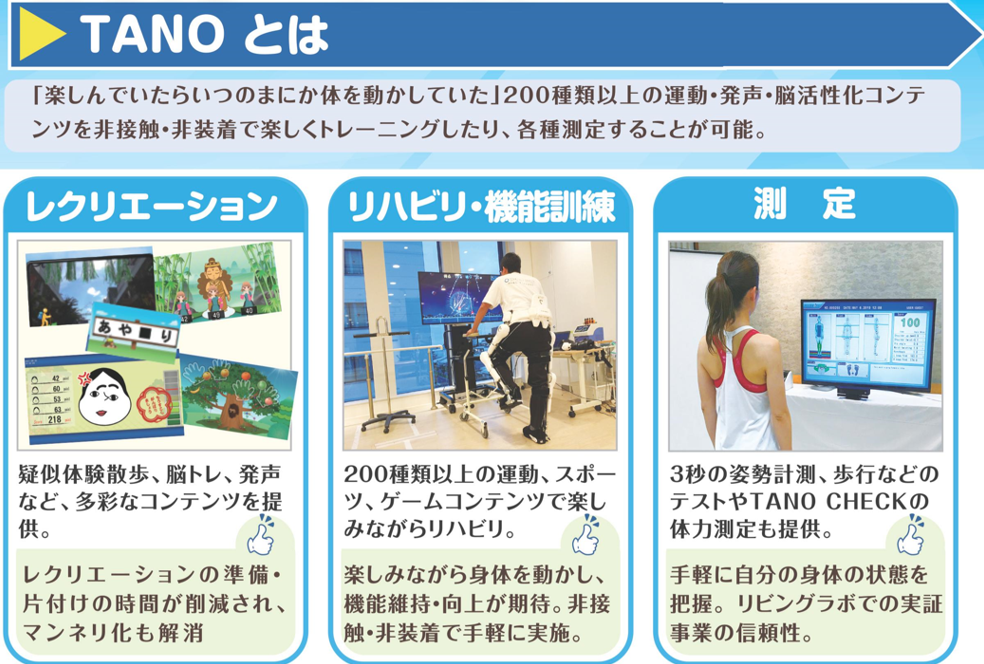 TANO とは
「楽しんでいたらいつのまにか体を動かしていた」200種類以上の運動・発声・脳活性化コンテ
ンツを非接触・非装着で楽しくトレーニングしたり、各種測定することが可能。
レクリエーション
あや り
42
60
53
63
218
47
49
40
疑似体験散歩、脳トレ、発声
など、多彩なコンテンツを提
供。
レクリエーションの準備・
片付けの時間が削減され、
マンネリ化も解消
リハビリ・機能訓練
200種類以上の運動、スポー
ツ、ゲームコンテンツで楽し
みながらリハビリ。
楽しみながら身体を動かし、
機能維持・向上が期待。非接
触・非装着で手軽に実施。
測 定
100
3秒の姿勢計測、歩行などの
テストやTANO CHECKの
体力測定も提供。
手軽に自分の身体の状態を
把握。リビングラボでの実証
事業の信頼性。